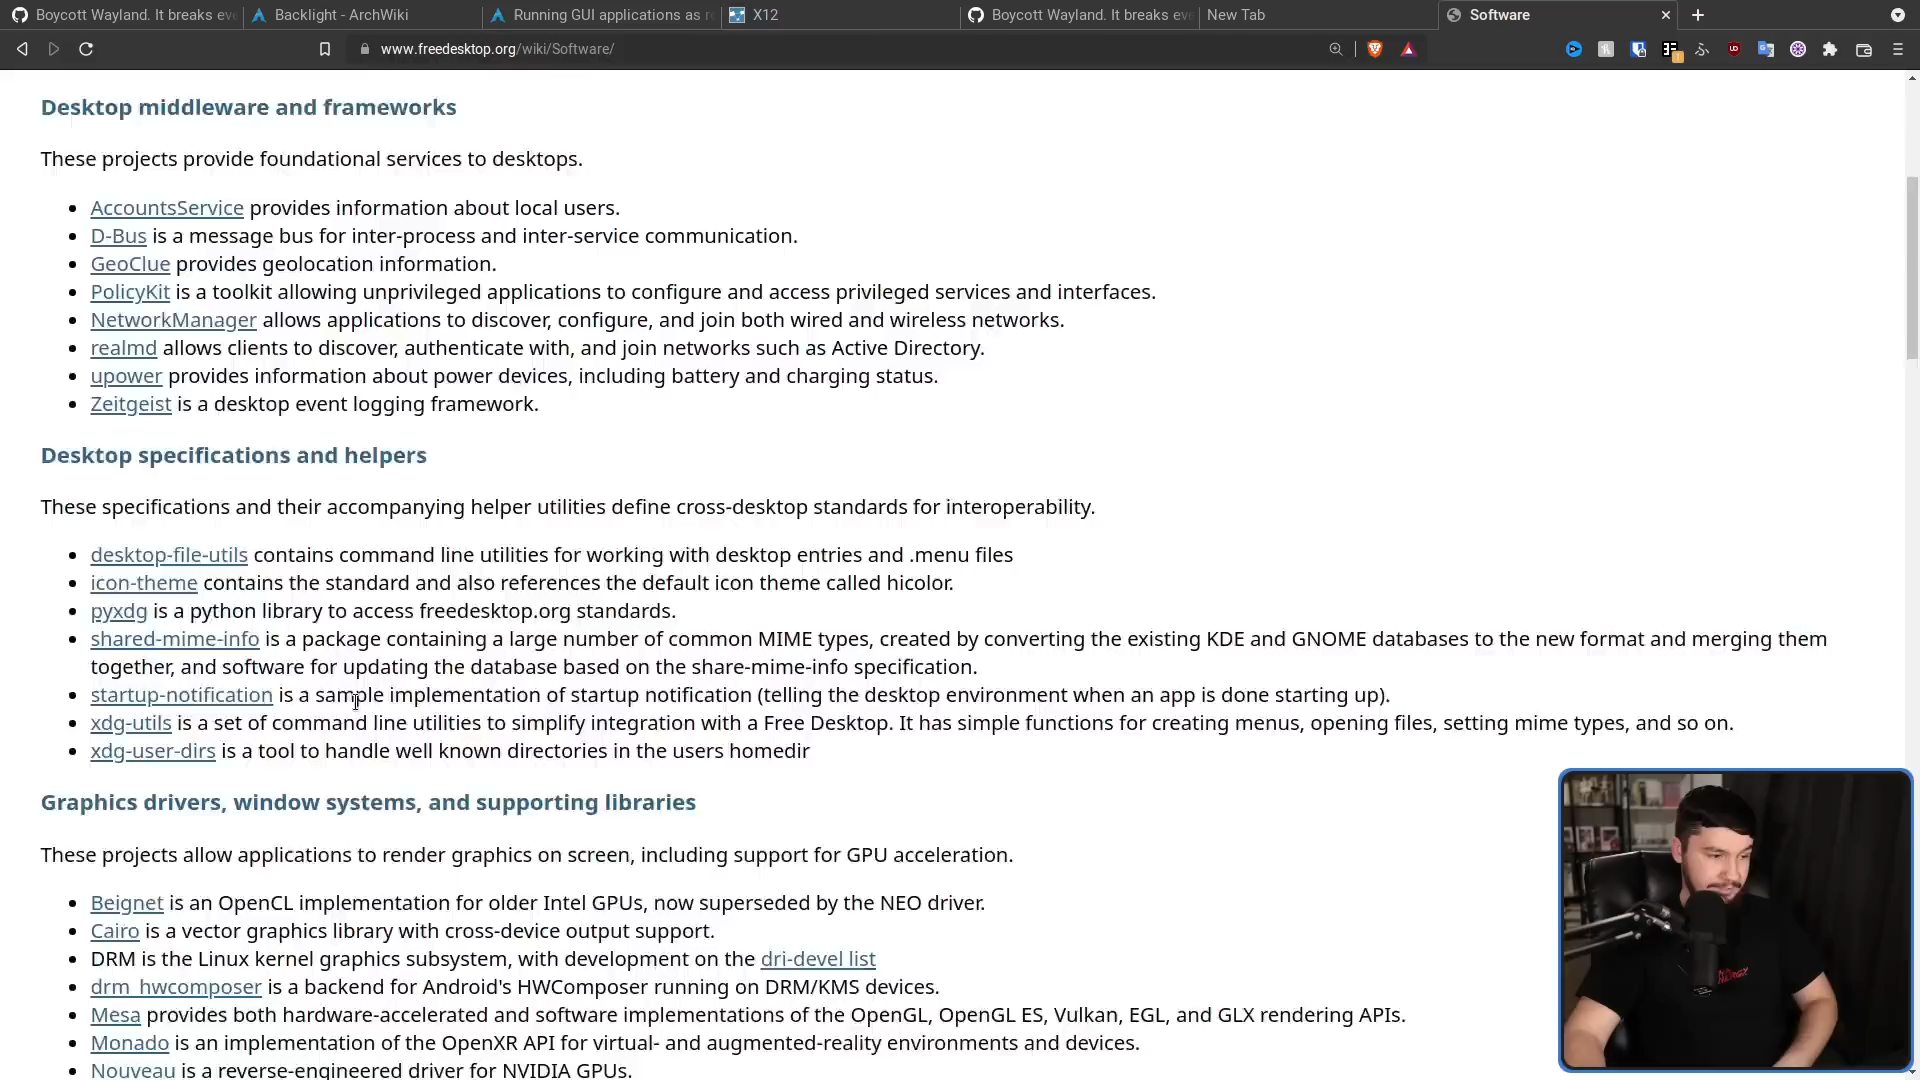 Boycott Wayland. It breaks eve
Backlight - ArchWiki
Running GUI applications as r
X12
Boycott Wayland. It breaks eve
New Tab
Software
www.freedesktop.org/wiki/Software/
Desktop middleware and frameworks
These projects provide foundational services to desktops.
AccountsService provides information about local users.
D-Bus is a message bus for inter-process and inter-service communication.
GeoClue provides geolocation information.
PolicyKit is a toolkit allowing unprivileged applications to configure and access privileged services and interfaces.
NetworkManager allows applications to discover, configure, and join both wired and wireless networks.
realmd allows clients to discover, authenticate with, and join networks such as Active Directory.
upower provides information about power devices, including battery and charging status.
Zeitgeist is a desktop event logging framework.
Desktop specifications and helpers
These specifications and their accompanying helper utilities define cross-desktop standards for interoperability.
desktop-file-utils contains command line utilities for working with desktop entries and .menu files
icon-theme contains the standard and also references the default icon theme called hicolor.
pyxdg is a python library to access freedesktop.org standards.
shared-mime-info is a package containing a large number of common MIME types, created by converting the existing KDE and GNOME databases to the new format and merging them
together, and software for updating the database based on the share-mime-info specification.
startup-notification is a sample implementation of startup notification (telling the desktop environment when an app is done starting up).
xdg-utils is a set of command line utilities to simplify integration with a Free Desktop. It has simple functions for creating menus, opening files, setting mime types, and so on.
xdg-user-dirs is a tool to handle well known directories in the users homedir
Graphics drivers, window systems, and supporting libraries
These projects allow applications to render graphics on screen, including support for GPU acceleration.
Beignet is an OpenCL implementation for older Intel GPUs, now superseded by the NEO driver.
Cairo is a vector graphics library with cross-device output support.
DRM is the Linux kernel graphics subsystem, with development on the dri-devel list
drm_hwcomposer is a backend for Android's HWComposer running on DRM/KMS devices.
Mesa provides both hardware-accelerated and software implementations of the OpenGL, OpenGL ES, Vulkan, EGL, and GLX rendering APIs.
Monado is an implementation of the OpenXR API for virtual- and augmented-reality environments and devices.
Nouveau is a reverse-engineered driver for NVIDIA GPUs.